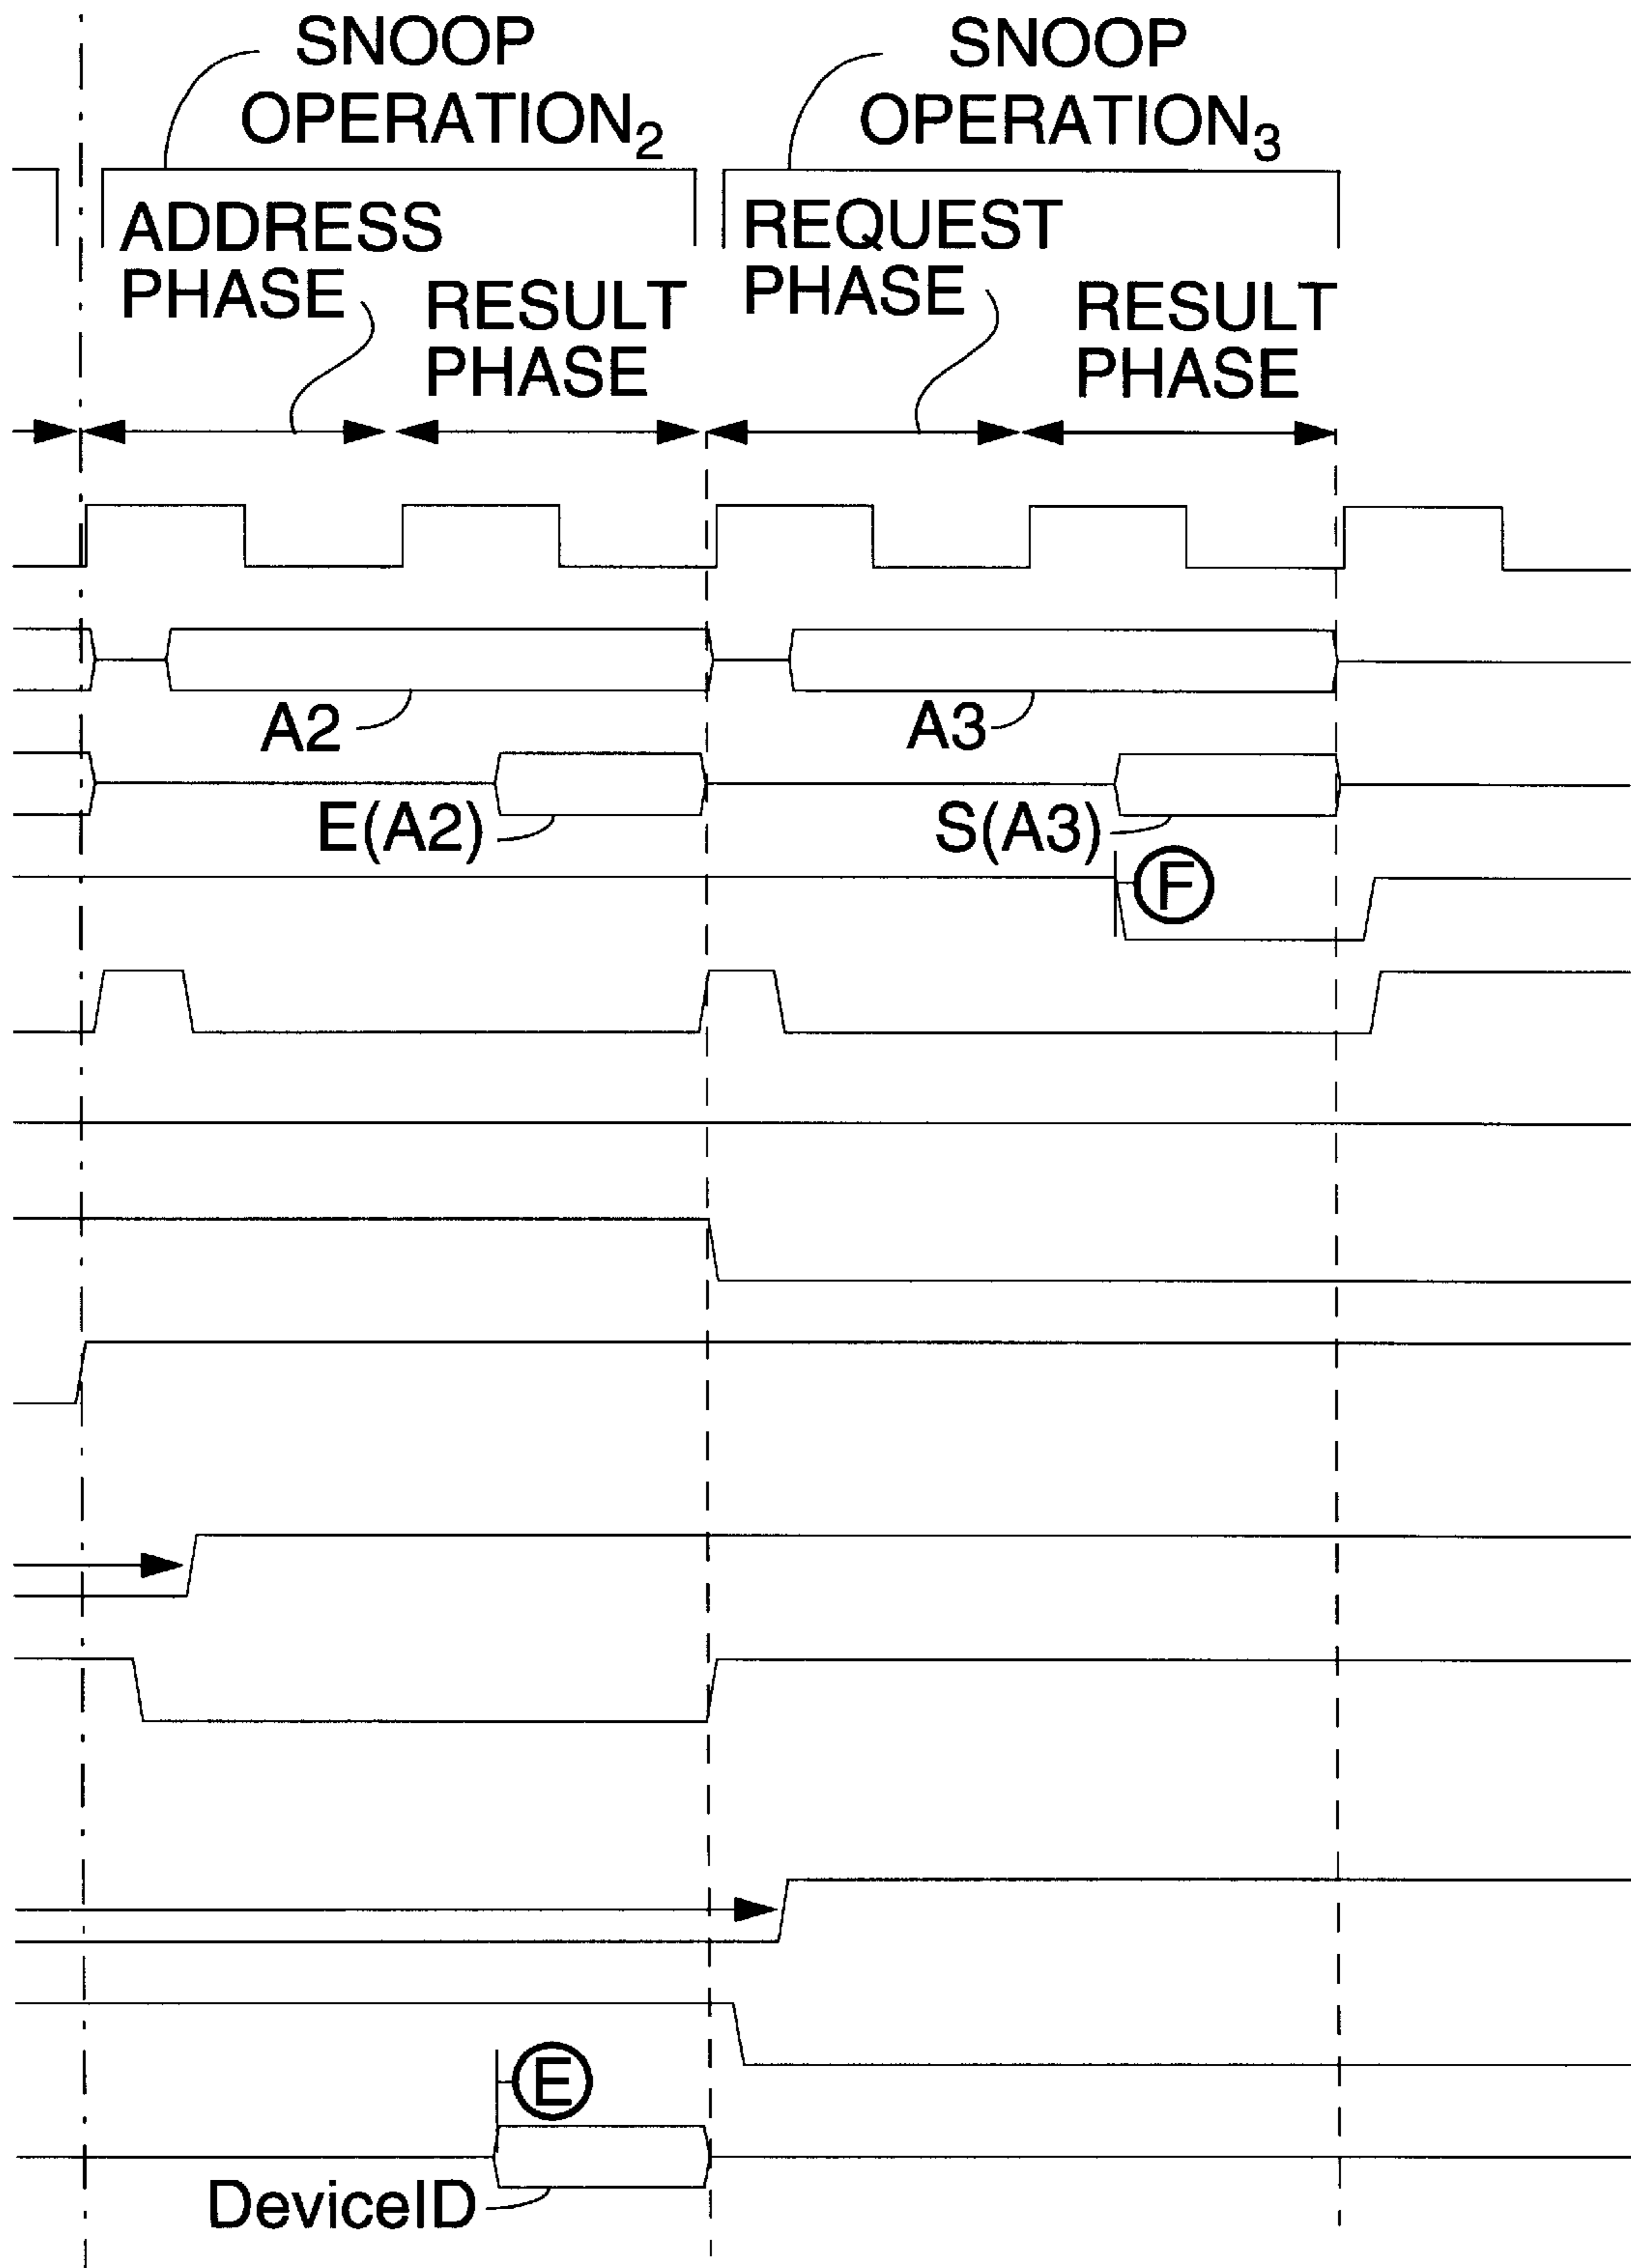 SNOOP
OPERATION₂
SNOOP
OPERATION₃
ADDRESS
PHASE
RESULT
PHASE
REQUEST
PHASE
RESULT
PHASE
A2
A3
E(A2)
S(A3)
F
E
DeviceID